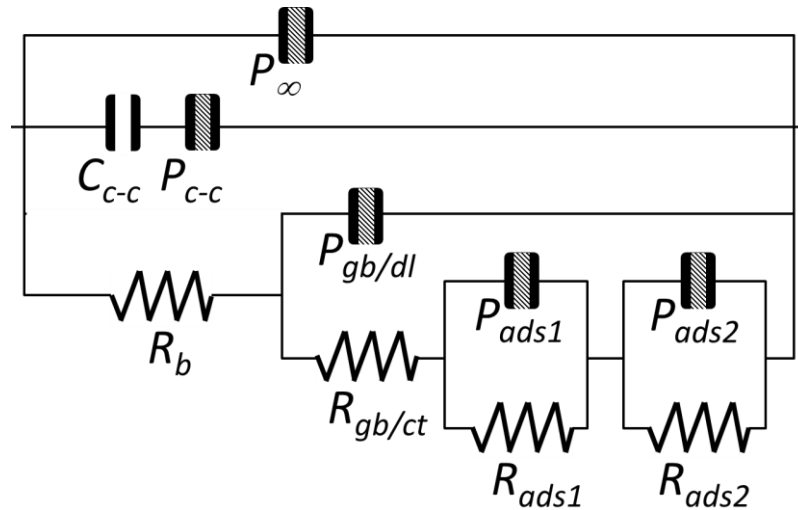 P∞
Cc-c Pc-c
Pgb/dl
Pads1 Pads2
Rb
Rgb/ct
Rads1 Rads2